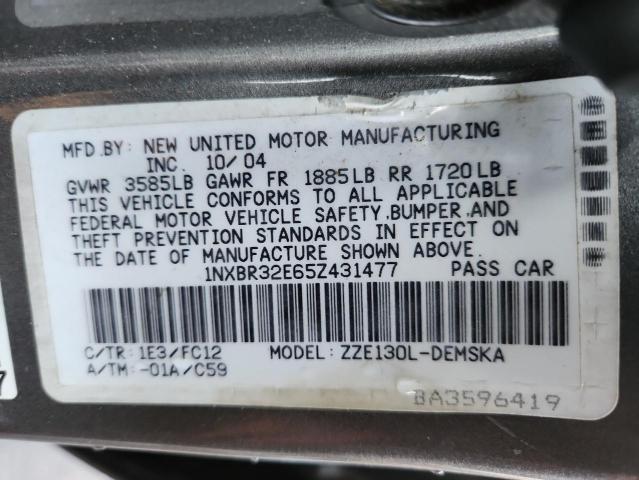 MFD.BY: NEW UNITED MOTOR MANUFACTURING
INC. 10/04
GVWR 3585LB GAWR FR 1885LB RR 1720LB
THIS VEHICLE CONFORMS TO ALL APPLICABLE
FEDERAL MOTOR VEHICLE SAFETY,BUMPER,AND
THEFT PREVENTION STANDARDS IN EFFECT ON
THE DATE OF MANUFACTURE SHOWN ABOVE.
1NXBR32E65Z431477 PASS CAR
C/TR: 1E3/FC12 MODEL: ZZE130L-DEMSKA
A/TM: -01A/C59
BA3596419
7